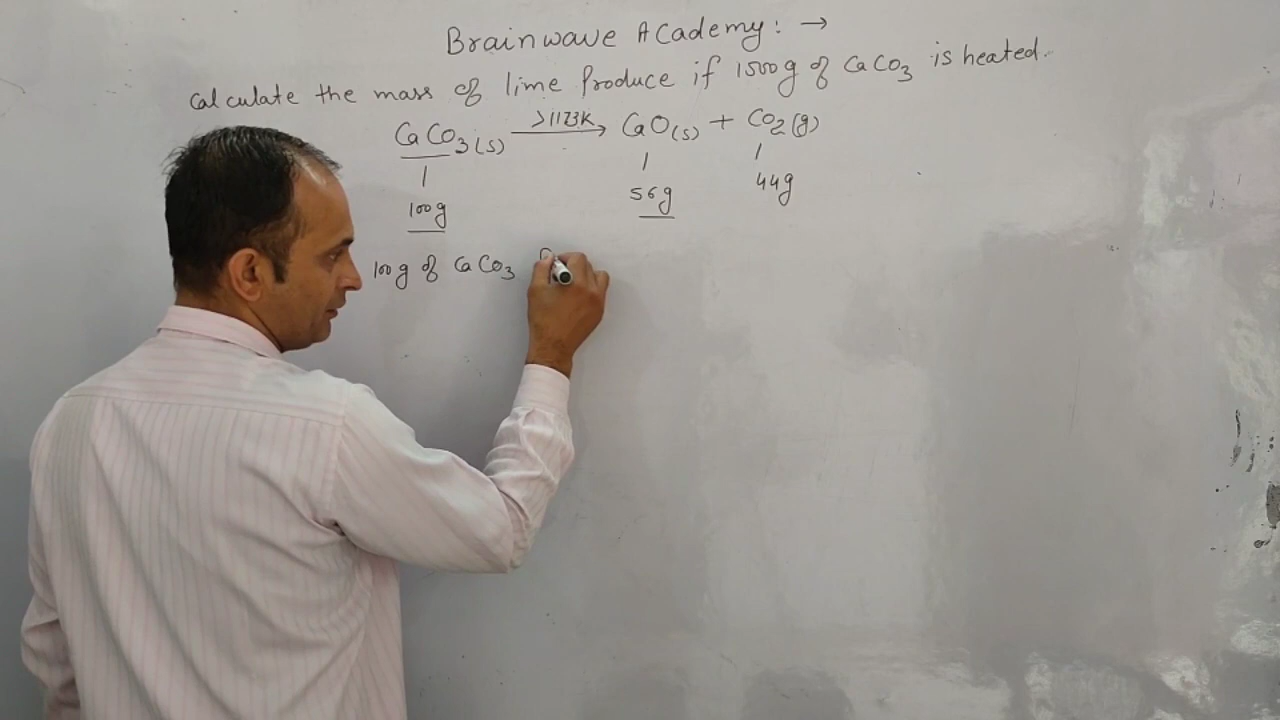 Brainwave Academy: →
Calculate the mass of lime Produce if 1500g of CaCO3 is heated.
CaCO3(s) >1123K → CaO(s) + CO2(g)
1 1 1
100g 56g 44g
100g of CaCO3